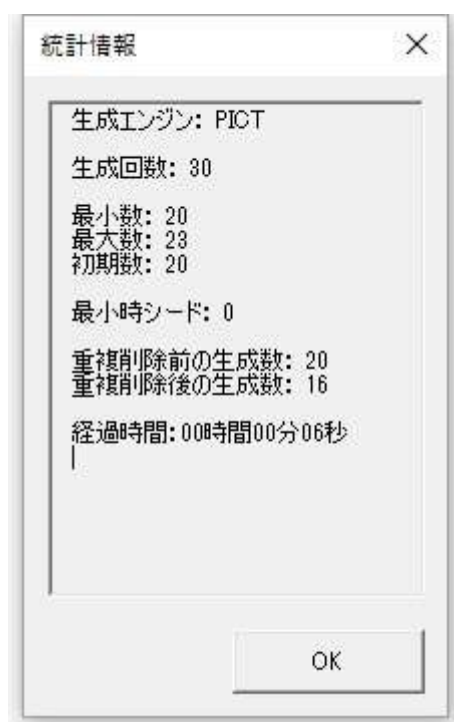 統計情報
生成エンジン: PICT
生成回数: 30
最小数: 20
最大数: 23
初期数: 20
最小時シード: 0
重複削除前の生成数: 20
重複削除後の生成数: 16
経過時間:00時間00分06秒
OK